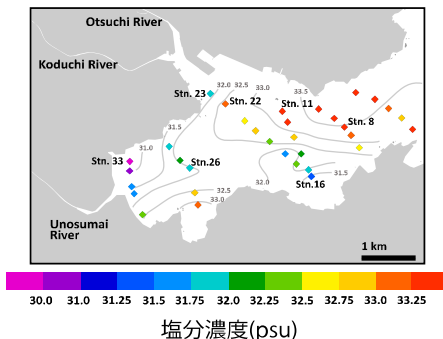 Otsuchi River
Koduchi River
Stn. 23
32.0
32.5
33.0
33.5
Stn. 22
Stn. 11
Stn. 8
31.5
31.0
Stn. 33
Stn.26
Stn.16
31.5
32.0
32.5
33.0
Unosumai
River
1 km
30.0 31.0 31.25 31.5 31.75 32.0 32.25 32.5 32.75 33.0 33.25
塩分濃度(psu)